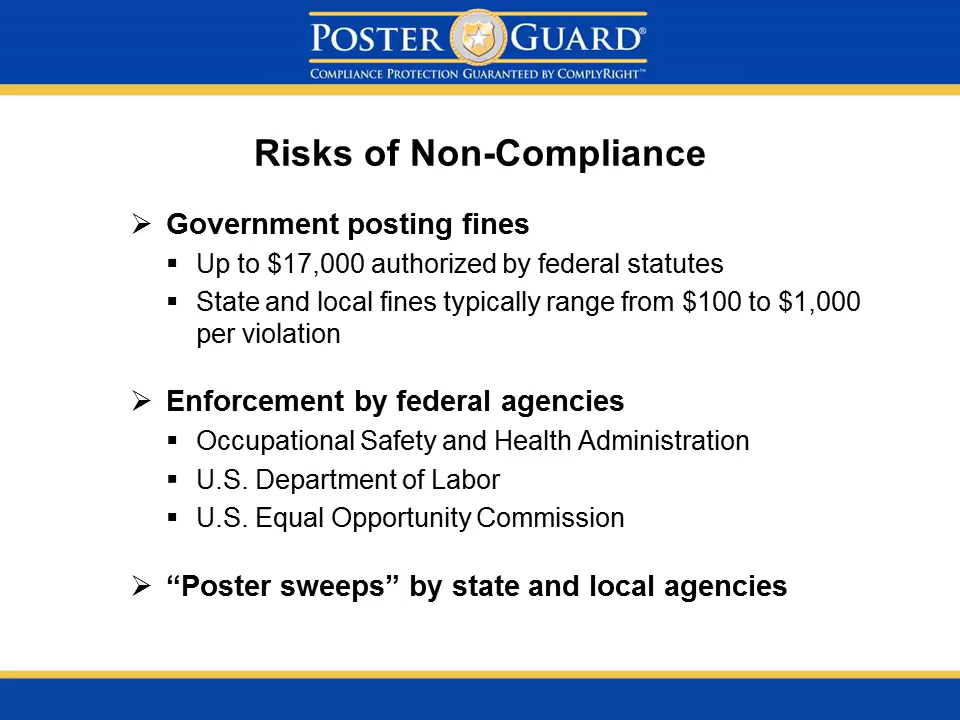 POSTER GUARD®
COMPLIANCE PROTECTION GUARANTEED BY COMPLYRIGHT™
Risks of Non-Compliance
➢ Government posting fines
▪ Up to $17,000 authorized by federal statutes
▪ State and local fines typically range from $100 to $1,000
per violation
➢ Enforcement by federal agencies
▪ Occupational Safety and Health Administration
▪ U.S. Department of Labor
▪ U.S. Equal Opportunity Commission
➢ “Poster sweeps” by state and local agencies